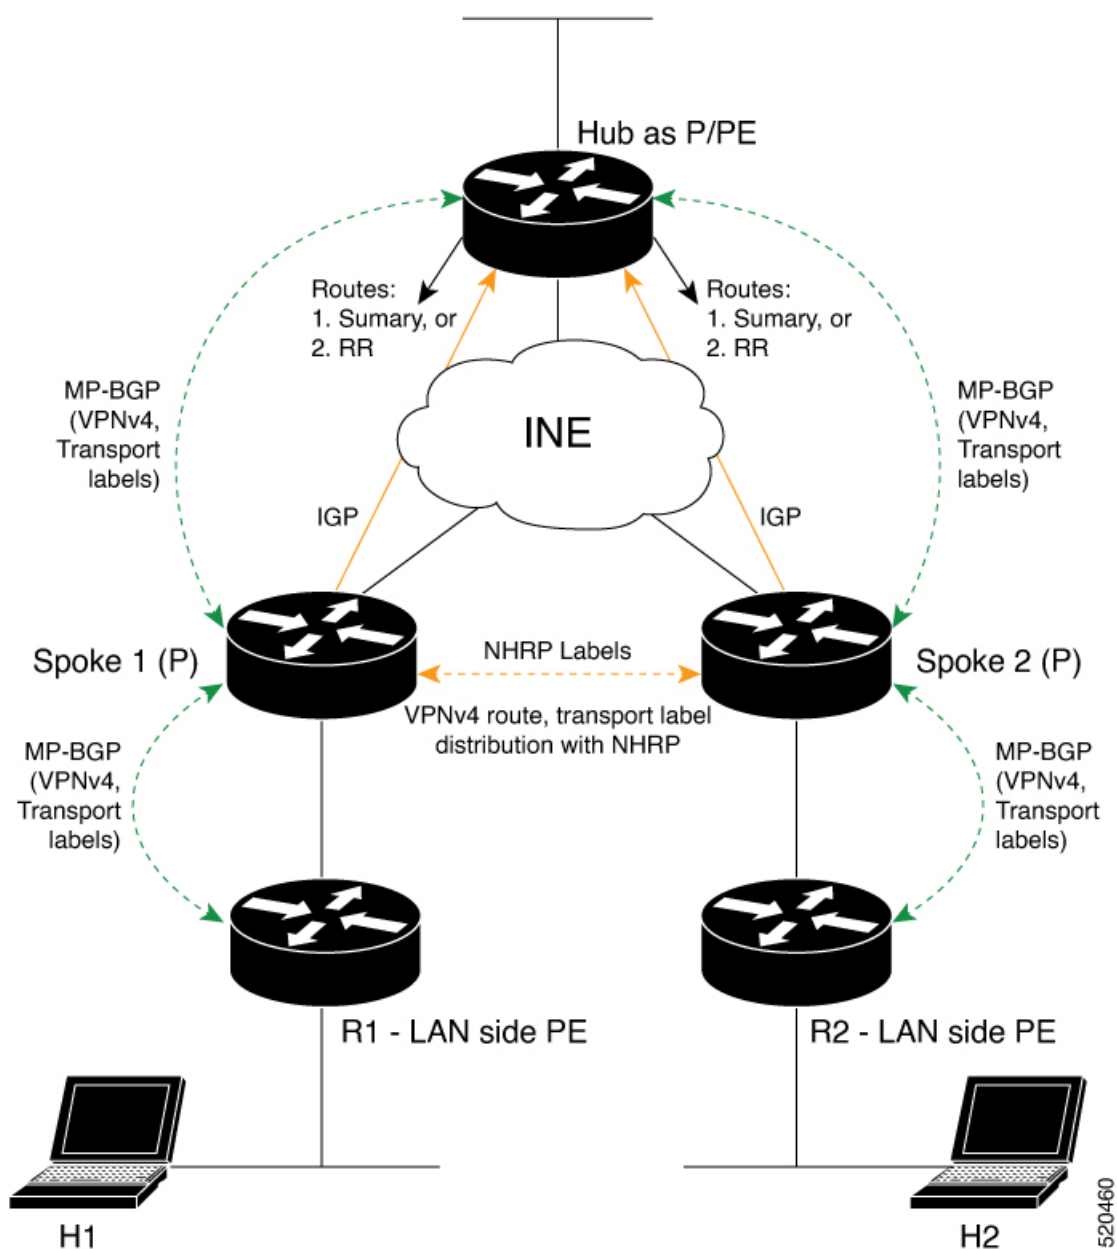 Hub as P/PE
Routes:
1. Sumary, or
2. RR
Routes:
1. Sumary, or
2. RR
MP-BGP
(VPNv4,
Transport
labels)
INE
MP-BGP
(VPNv4,
Transport
labels)
IGP
IGP
Spoke 1 (P)
NHRP Labels
Spoke 2 (P)
VPNv4 route, transport label
distribution with NHRP
MP-BGP
(VPNv4,
Transport
labels)
MP-BGP
(VPNv4,
Transport
labels)
R1 - LAN side PE
R2 - LAN side PE
H1
H2
520460